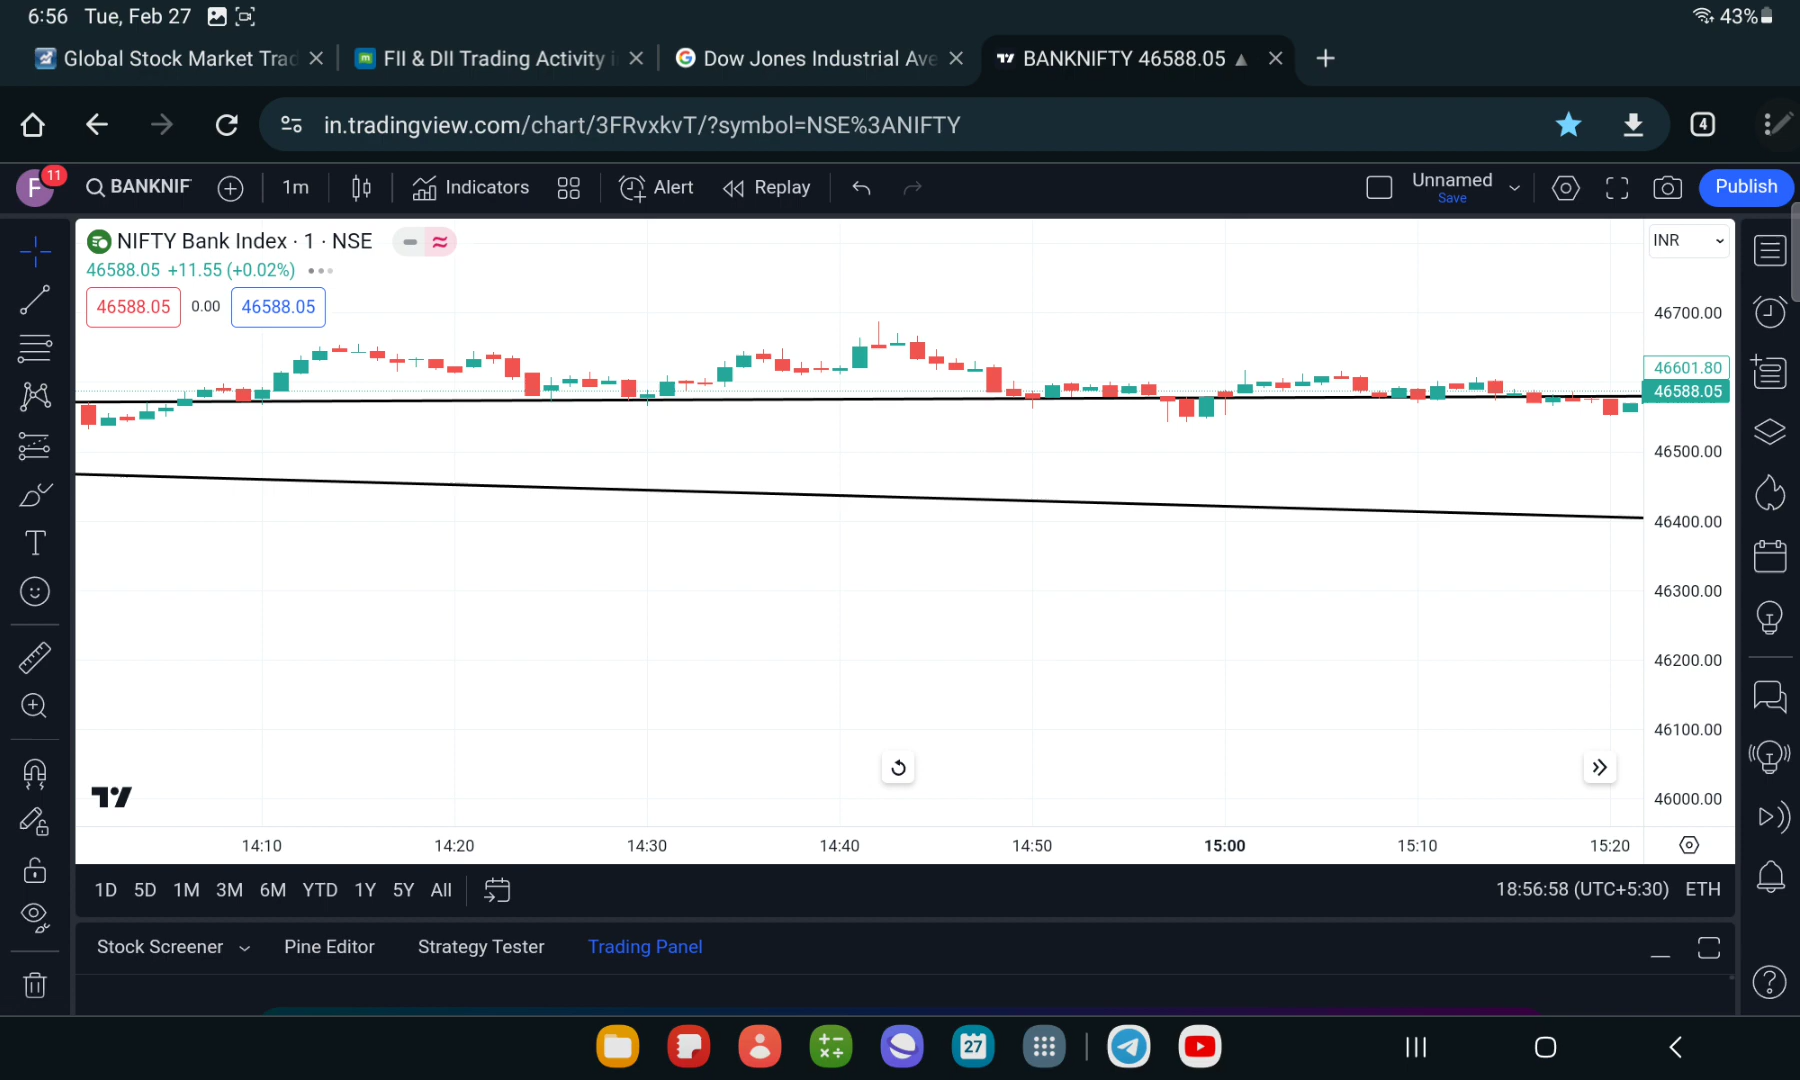 6:56 Tue, Feb 27
43%
Global Stock Market Trad
FII & DII Trading Activity i
Dow Jones Industrial Ave
BANKNIFTY 46588.05 ▲
in.tradingview.com/chart/3FRvxkvT/?symbol=NSE%3ANIFTY
4
F
11
BANKNIF
1m
Indicators
Alert
Replay
Unnamed
Save
Publish
NIFTY Bank Index · 1 · NSE
46588.05 +11.55 (+0.02%)
46588.05
0.00
46588.05
INR
46700.00
46601.80
46588.05
46500.00
46400.00
46300.00
46200.00
46100.00
46000.00
14:10
14:20
14:30
14:40
14:50
15:00
15:10
15:20
1D 5D 1M 3M 6M YTD 1Y 5Y All
18:56:58 (UTC+5:30) ETH
Stock Screener
Pine Editor
Strategy Tester
Trading Panel
27